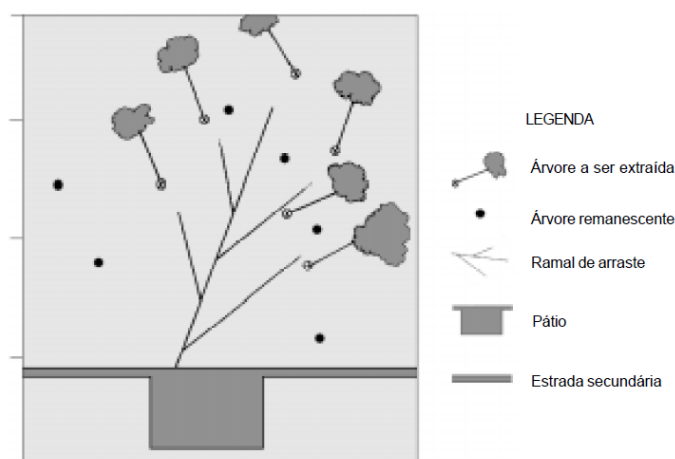 LEGENDA
Árvore a ser extraída
Árvore remanescente
Ramal de arraste
Pátio
Estrada secundária